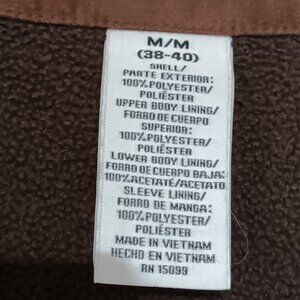 M/M
(38-40)
SHELL/
PARTE EXTERIOR:
100% POLYESTER/
POLIÉSTER
UPPER BODY LINING/
FORRO DE CUERPO
SUPERIOR:
100% POLYESTER/
POLIÉSTER
LOWER BODY LINING/
FORRO DE CUERPO BAJA:
100% ACETATE/ACETATO
SLEEVE LINING/
FORRO DE MANGA:
100% POLYESTER/
POLIÉSTER
MADE IN VIETNAM
HECHO EN VIETNAM
RN 15099